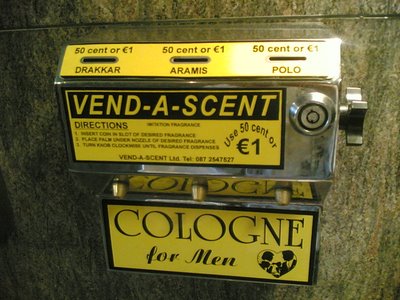 50 cent or €1 50 cent or €1 50 cent or €1
DRAKKAR ARAMIS POLO
VEND-A-SCENT
DIRECTIONS IMITATION FRAGRANCE
1. INSERT COIN IN SLOT OF DESIRED FRAGRANCE
2. PLACE PALM UNDER NOZZLE OF DESIRED FRAGRANCE
3. TURN KNOB CLOCKWISE UNTIL FRAGRANCE DISPENSES
VEND-A-SCENT Ltd. Tel: 087 2547627
Use 50 cent or
€1
COLOGNE
COLOGNE
for Men